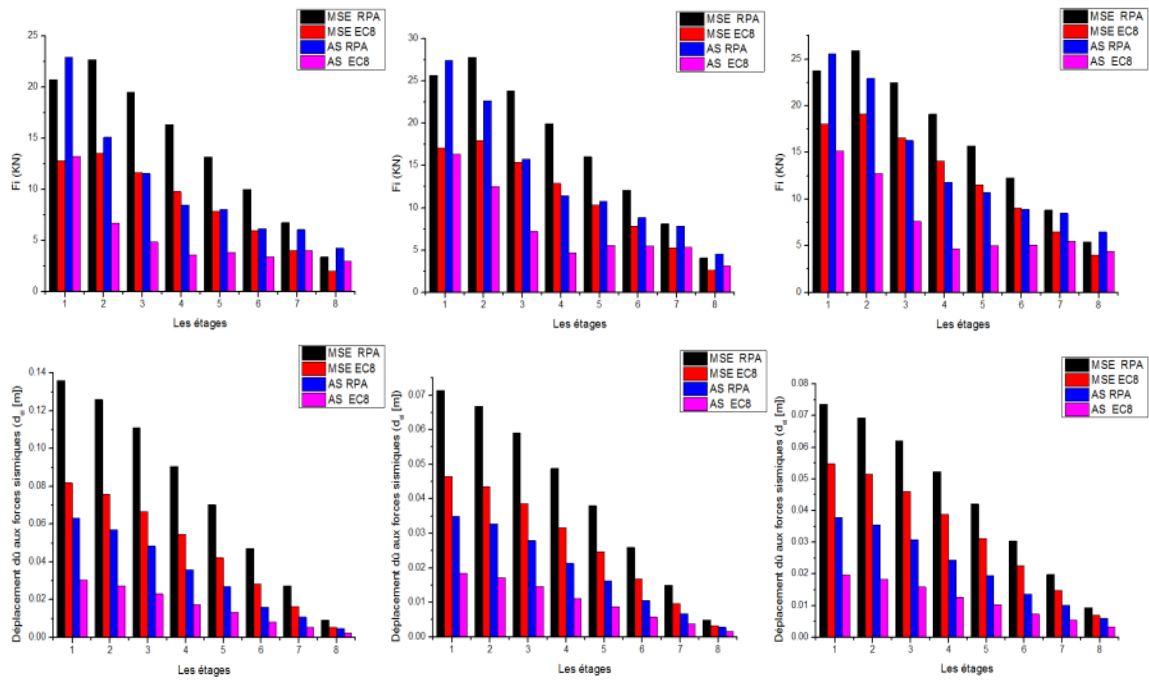 MSE RPA
MSE EC8
AS RPA
AS EC8
25
20
15
10
5
0
Fi (KN)
1 2 3 4 5 6 7 8
Les étages
MSE RPA
MSE EC8
AS RPA
AS EC8
30
25
20
15
10
5
0
Fi (KN)
1 2 3 4 5 6 7 8
Les étages
MSE RPA
MSE EC8
AS RPA
AS EC8
25
20
15
10
5
0
Fi (KN)
1 2 3 4 5 6 7 8
Les étages
MSE RPA
MSE EC8
AS RPA
AS EC8
0.14
0.12
0.10
0.08
0.06
0.04
0.02
0.00
Déplacement dû aux forces sismiques (d [m])
1 2 3 4 5 6 7 8
Les étages
MSE RPA
MSE EC8
AS RPA
AS EC8
0.07
0.06
0.05
0.04
0.03
0.02
0.01
0.00
Déplacement dû aux forces sismiques (d [m])
1 2 3 4 5 6 7 8
Les étages
MSE RPA
MSE EC8
AS RPA
AS EC8
0.08
0.07
0.06
0.05
0.04
0.03
0.02
0.01
0.00
Déplacement dû aux forces sismiques (d [m])
1 2 3 4 5 6 7 8
Les étages